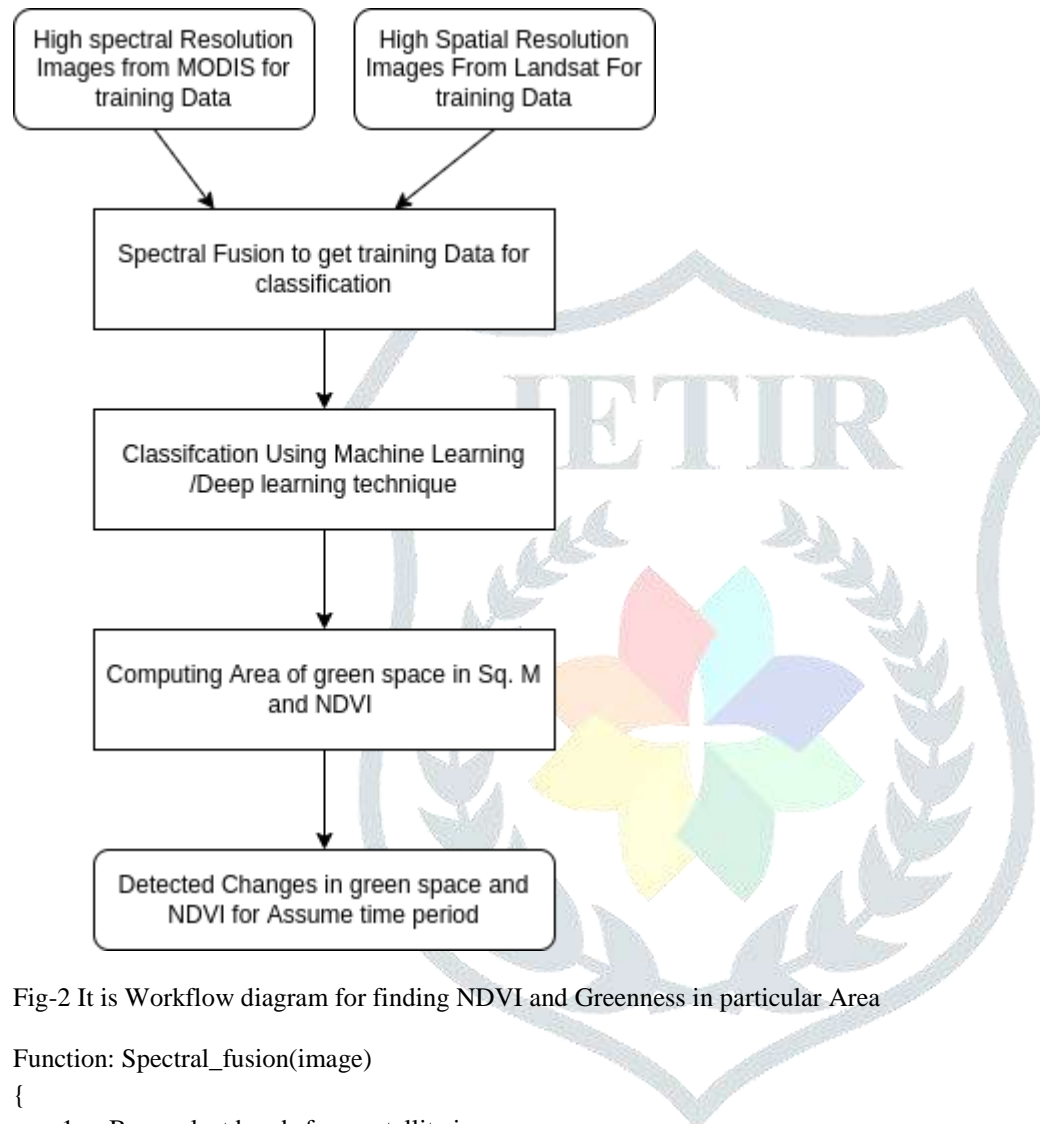 High spectral Resolution
Images from MODIS for
training Data
High Spatial Resolution
Images From Landsat For
training Data
Spectral Fusion to get training Data for
classification
Classifcation Using Machine Learning
/Deep learning technique
Computing Area of green space in Sq. M
and NDVI
Detected Changes in green space and
NDVI for Assume time period
JETIR
Fig-2 It is Workflow diagram for finding NDVI and Greenness in particular Area
Function: Spectral_fusion(image)
{